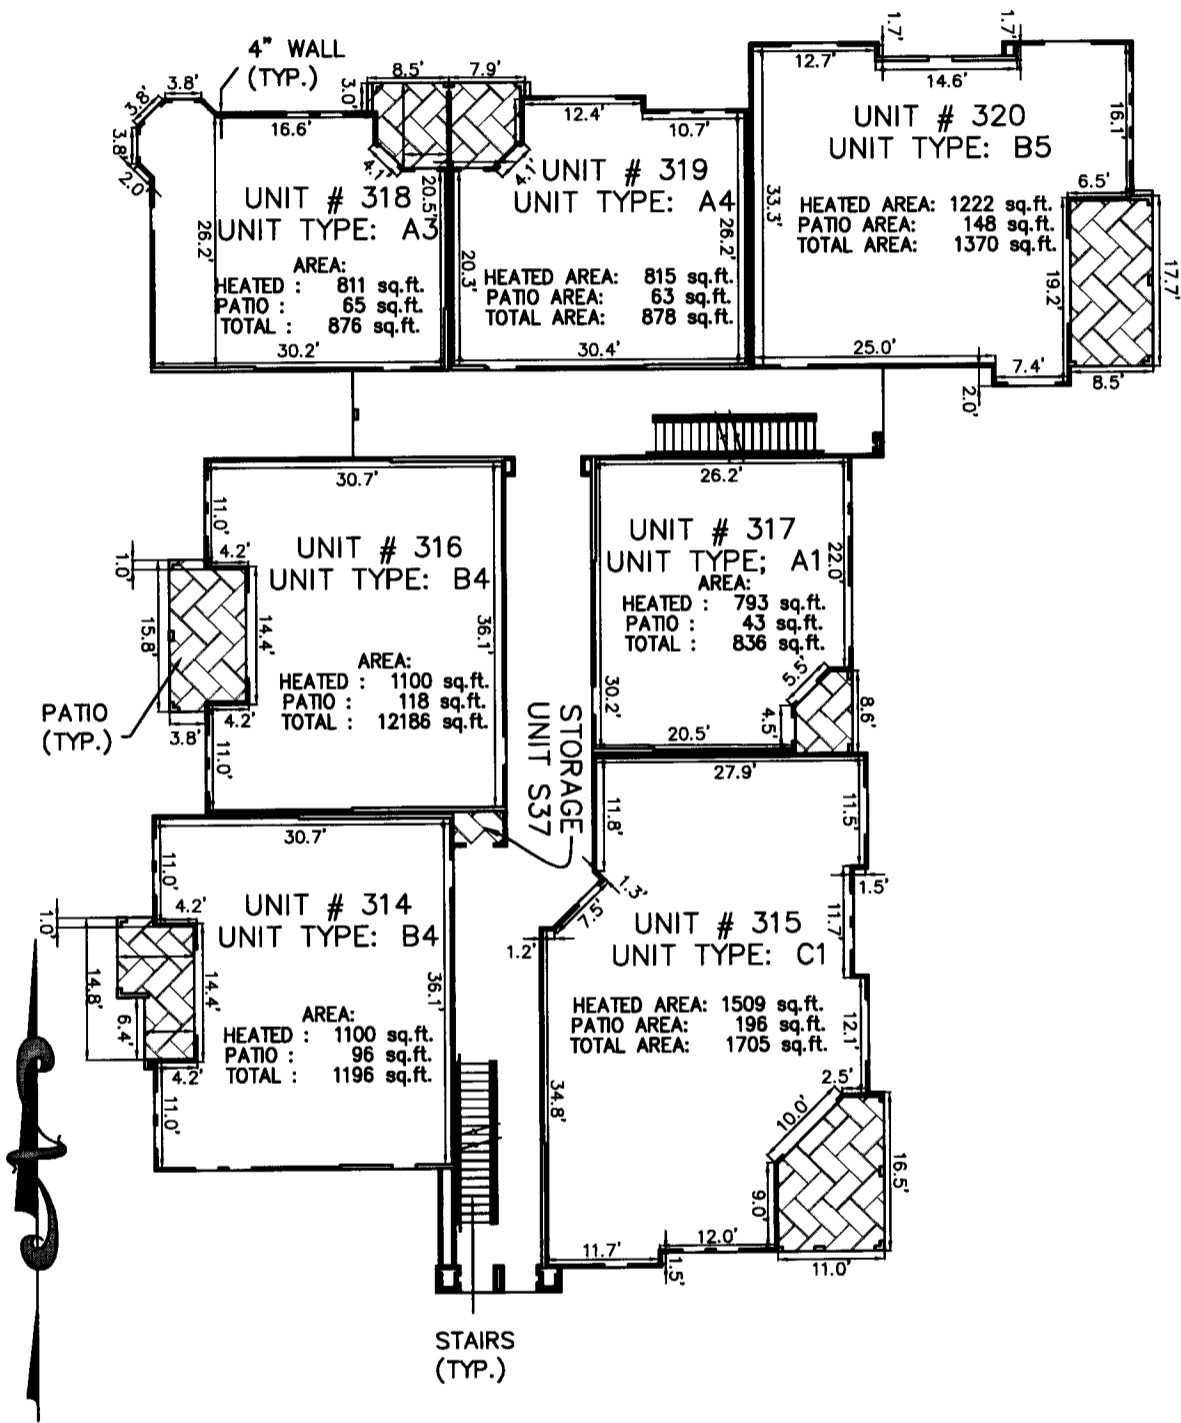 4" WALL
(TYP.)
3.8'
3.8'
3.8'
2.0'
16.6'
3.0'
8.5'
7.9'
4.1'
4.1'
26.2'
20.5'
UNIT # 318
UNIT TYPE: A3
AREA:
HEATED : 811 sq.ft.
PATIO : 65 sq.ft.
TOTAL : 876 sq.ft.
30.2'
12.4'
10.7'
UNIT # 319
UNIT TYPE: A4
20.3'
26.2'
HEATED AREA: 815 sq.ft.
PATIO AREA: 63 sq.ft.
TOTAL AREA: 878 sq.ft.
30.4'
1.7'
1.7'
12.7'
14.6'
16.1'
UNIT # 320
UNIT TYPE: B5
33.3'
6.5'
HEATED AREA: 1222 sq.ft.
PATIO AREA: 148 sq.ft.
TOTAL AREA: 1370 sq.ft.
19.2'
17.7'
25.0'
7.4'
8.5'
2.0'
30.7'
11.0'
4.2'
1.0'
UNIT # 316
UNIT TYPE: B4
15.8'
14.4'
36.1'
AREA:
HEATED : 1100 sq.ft.
PATIO : 118 sq.ft.
TOTAL : 12186 sq.ft.
4.2'
3.8'
11.0'
PATIO
(TYP.)
26.2'
UNIT # 317
UNIT TYPE; A1
22.0'
AREA:
HEATED : 793 sq.ft.
PATIO : 43 sq.ft.
TOTAL : 836 sq.ft.
30.2'
5.5'
4.5'
8.6'
20.5'
STORAGE
UNIT S37
30.7'
11.0'
4.2'
1.0'
UNIT # 314
UNIT TYPE: B4
14.8'
14.4'
6.4'
36.1'
AREA:
HEATED : 1100 sq.ft.
PATIO : 96 sq.ft.
TOTAL : 1196 sq.ft.
4.2'
11.0'
27.9'
11.8'
11.5'
1.3'
7.5'
1.2'
1.5'
11.7'
UNIT # 315
UNIT TYPE: C1
HEATED AREA: 1509 sq.ft.
PATIO AREA: 196 sq.ft.
TOTAL AREA: 1705 sq.ft.
12.1'
34.8'
2.5'
10.0'
16.5'
9.0'
11.7'
12.0'
1.5'
11.0'
STAIRS
(TYP.)